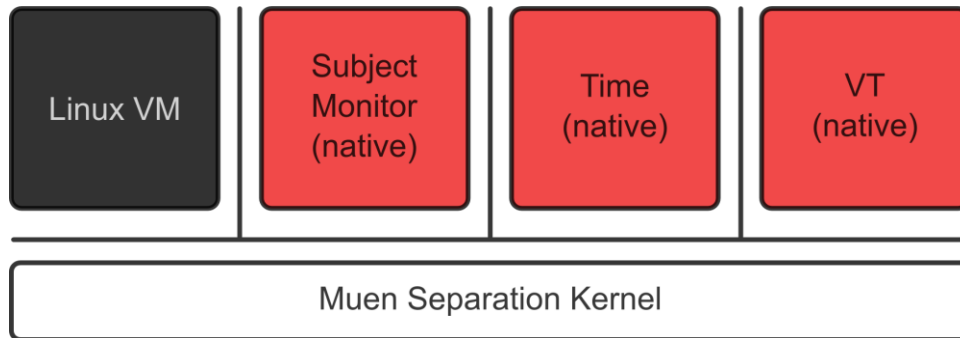 Linux VM
Subject
Monitor
(native)
Time
(native)
VT
(native)
Muen Separation Kernel